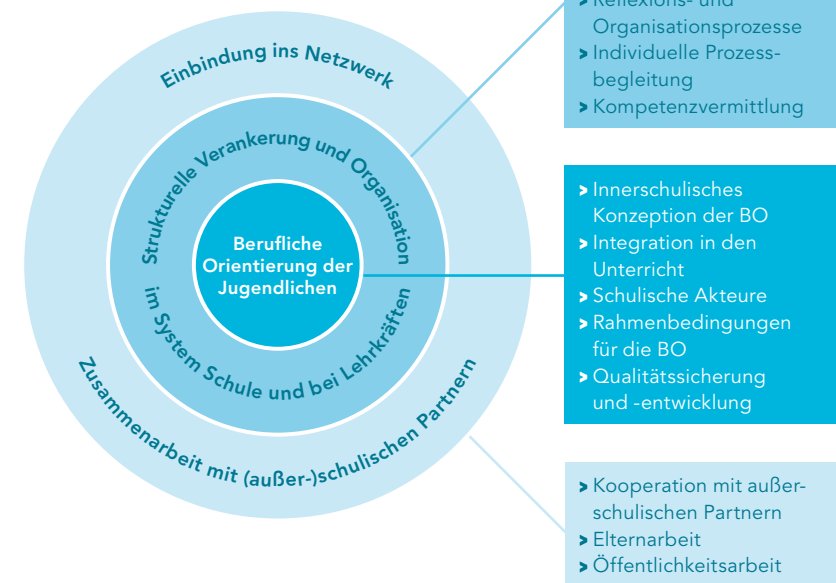 Einbindung ins Netzwerk
Strukturelle Verankerung und Organisation
Berufliche
Orientierung der
Jugendlichen
im System Schule und bei Lehrkräften
Zusammenarbeit mit (außer-)schulischen Partnern
> Reflexions- und
Organisationsprozesse
> Individuelle Prozess-
begleitung
> Kompetenzvermittlung
> Innerschulisches
Konzeption der BO
> Integration in den
Unterricht
> Schulische Akteure
> Rahmenbedingungen
für die BO
> Qualitätssicherung
und -entwicklung
> Kooperation mit außer-
schulischen Partnern
> Elternarbeit
> Öffentlichkeitsarbeit